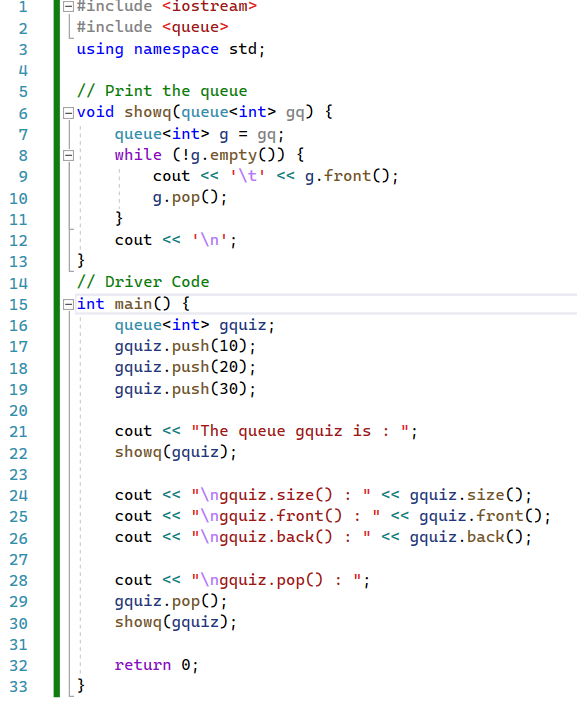 1 #include <iostream>
2 #include <queue>
3 using namespace std;
4
5 // Print the queue
6 void showq(queue<int> gq) {
7     queue<int> g = gq;
8     while (!g.empty()) {
9         cout << '\t' << g.front();
10         g.pop();
11     }
12     cout << '\n';
13 }
14 // Driver Code
15 int main() {
16     queue<int> gquiz;
17     gquiz.push(10);
18     gquiz.push(20);
19     gquiz.push(30);
20
21     cout << "The queue gquiz is : ";
22     showq(gquiz);
23
24     cout << "\ngquiz.size() : " << gquiz.size();
25     cout << "\ngquiz.front() : " << gquiz.front();
26     cout << "\ngquiz.back() : " << gquiz.back();
27
28     cout << "\ngquiz.pop() : ";
29     gquiz.pop();
30     showq(gquiz);
31
32     return 0;
33 }